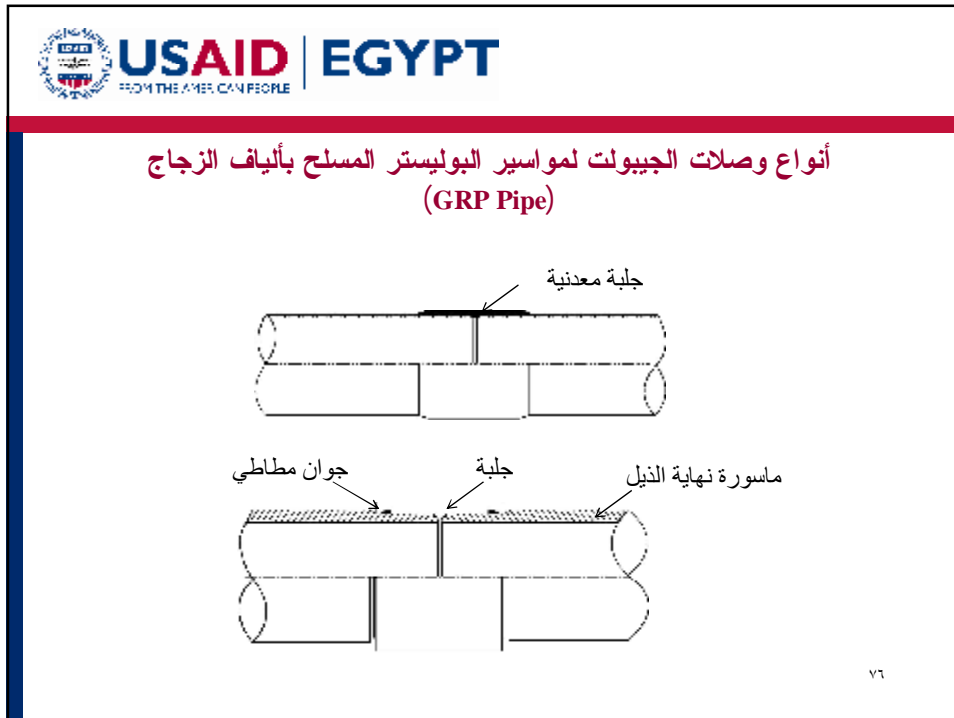 USAID | EGYPT
FROM THE AMERICAN PEOPLE
أنواع وصلات الجيبولت لمواسير البوليستر المسلح بألياف الزجاج
(GRP Pipe)
جلبة معدنية
ماسورة نهاية الذيل
جلبة
جوان مطاطي
٧٦